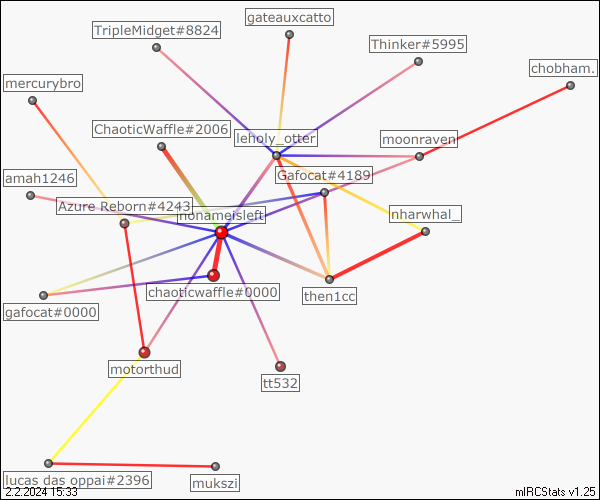 gateauxcatto
TripleMidget#8824
Thinker#5995
chobham.
mercurybro
ChaoticWaffle#2006
leholy_otter
moonraven
amah1246
Gafocat#4189
Azure Reborn#4243
nonameisleft
nharwhal_
chaoticwaffle#0000
then1cc
gafocat#0000
motorthud
tt532
lucas das oppai#2396
mukszi
2.2.2024 15:33
mIRCStats v1.25